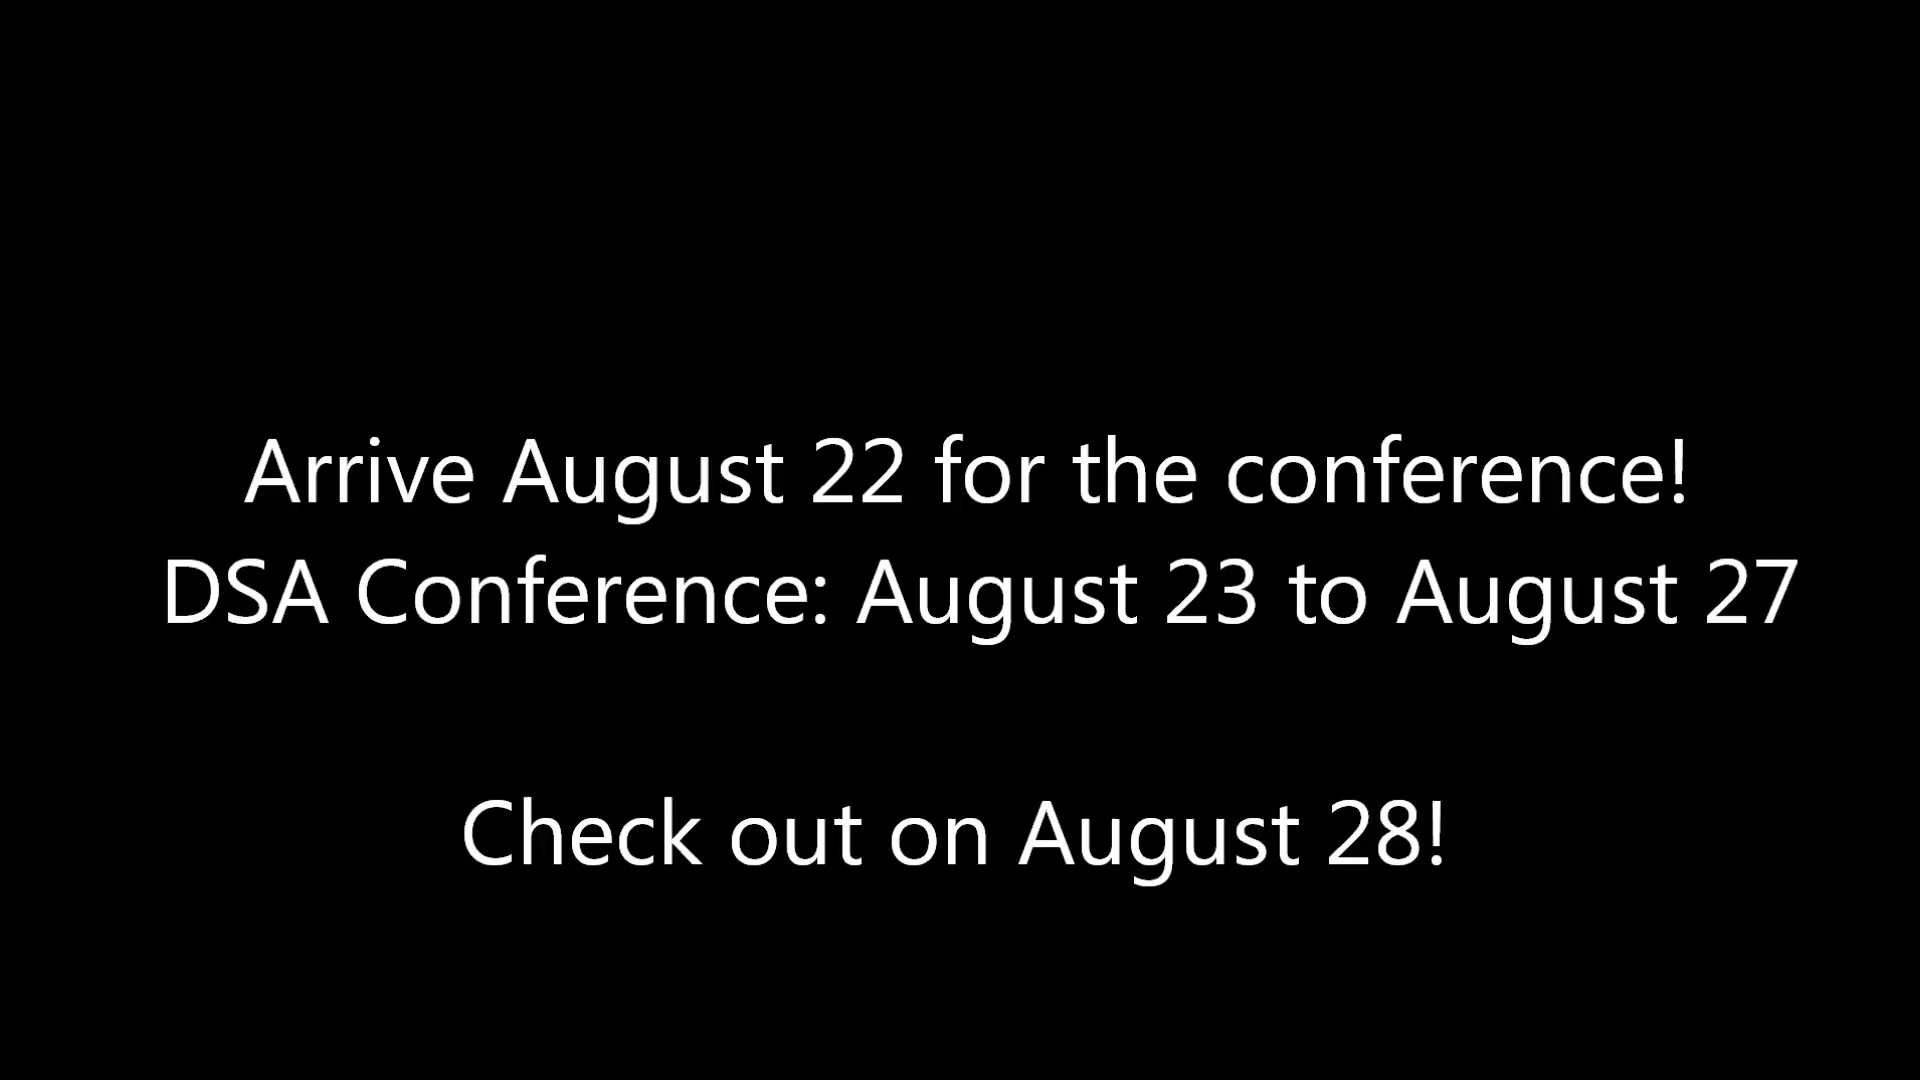 Arrive August 22 for the conference!
DSA Conference: August 23 to August 27
Check out on August 28!